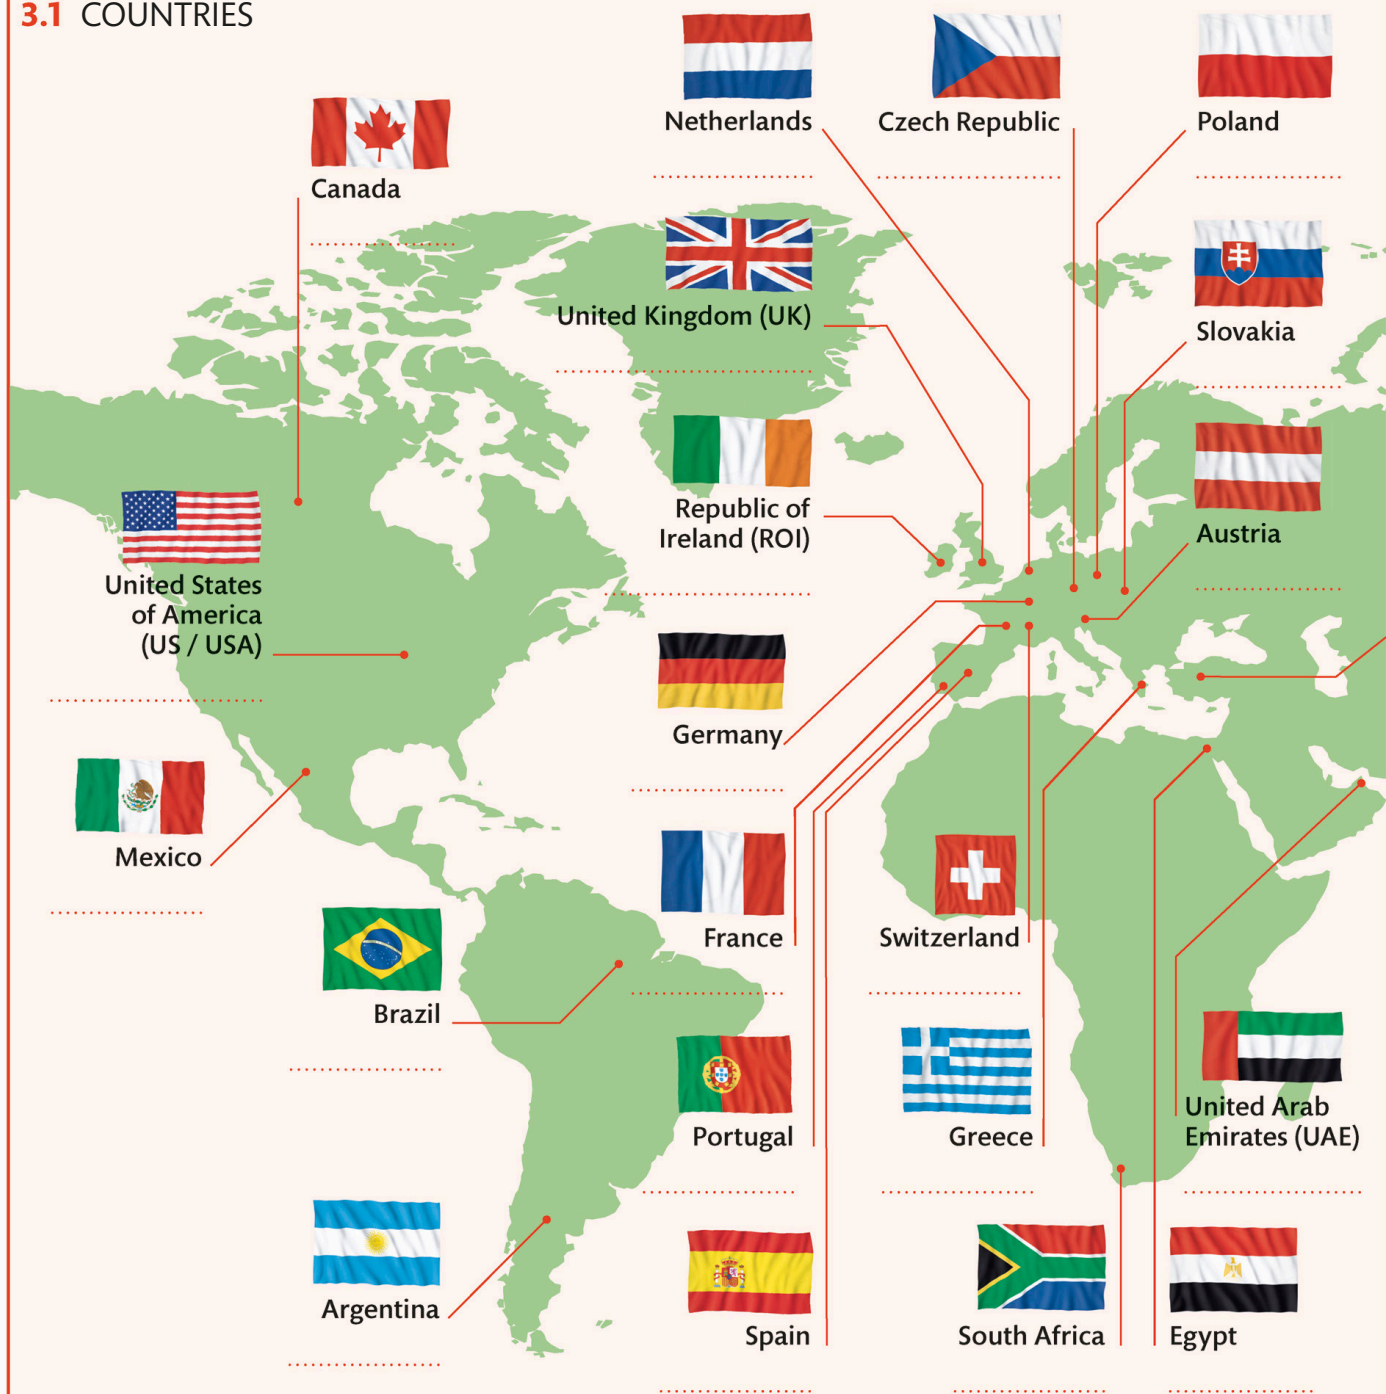 3.1 COUNTRIES
Netherlands
Czech Republic
Poland
Canada
United Kingdom (UK)
Slovakia
Republic of
Ireland (ROI)
Austria
United States
of America
(US / USA)
Germany
Mexico
France
Switzerland
Brazil
Portugal
Greece
United Arab
Emirates (UAE)
Argentina
Spain
South Africa
Egypt